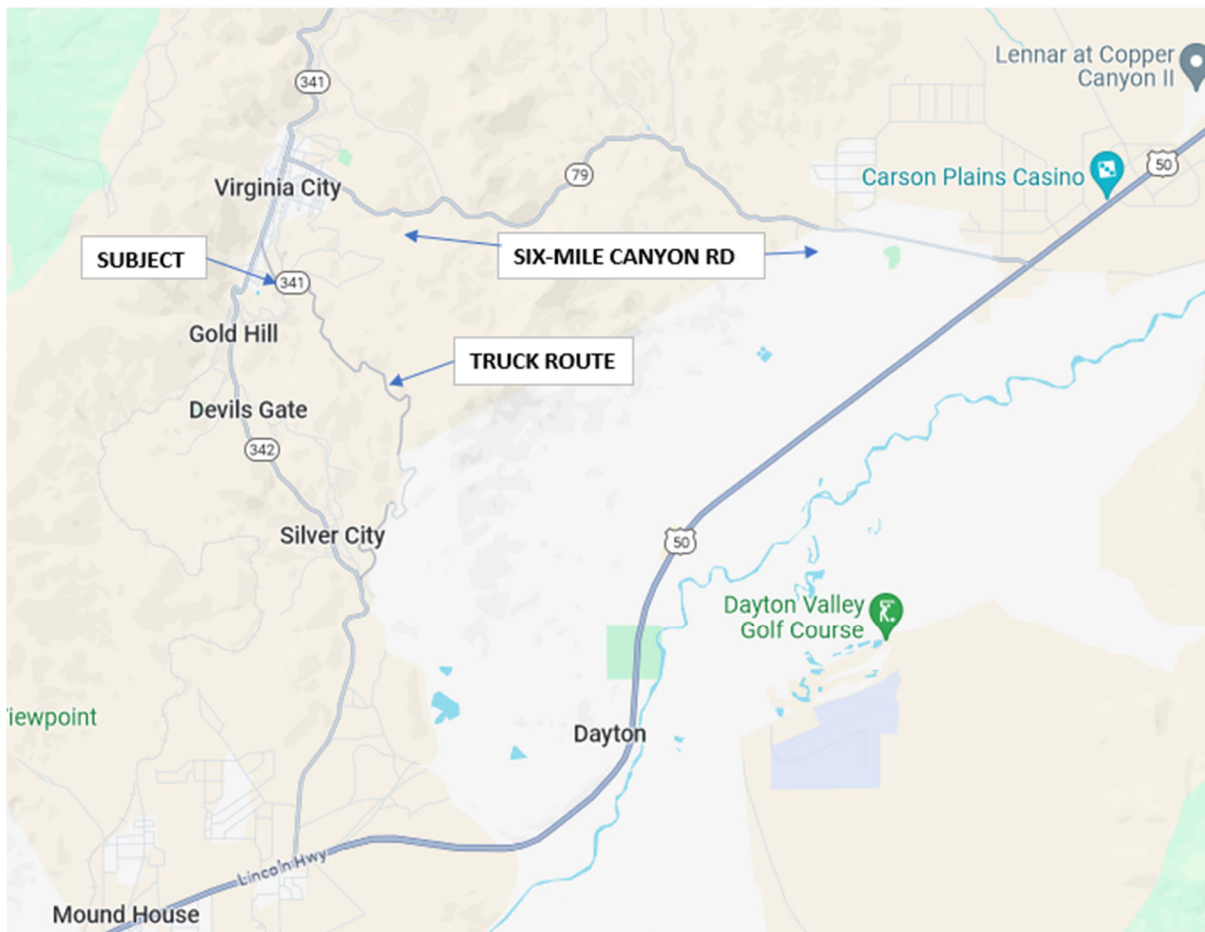 Lennar at Copper
Canyon II
341
50
Carson Plains Casino
79
Virginia City
SIX-MILE CANYON RD
SUBJECT
341
Gold Hill
TRUCK ROUTE
Devils Gate
342
Silver City
50
Dayton Valley
Golf Course
iewpoint
Dayton
Lincoln Hwy
Mound House